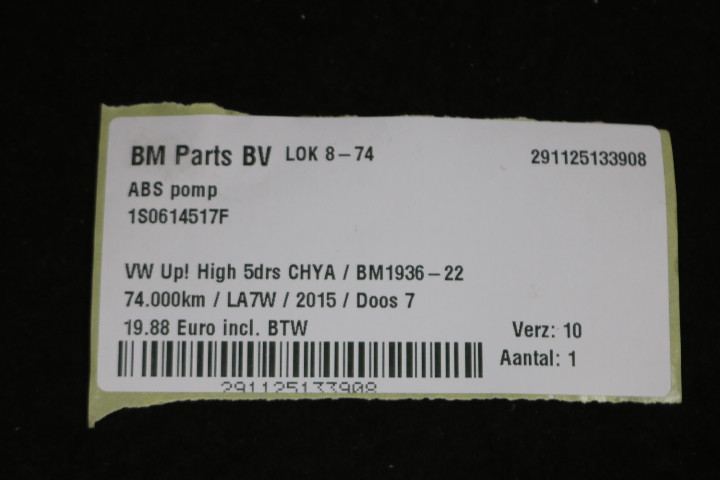 BM Parts BV LOK 8-74 291125133908
ABS pomp
1S0614517F
VW Up! High 5drs CHYA / BM1936-22
74.000km / LA7W / 2015 / Doos 7
19.88 Euro incl. BTW Verz: 10
Aantal: 1
291125133908